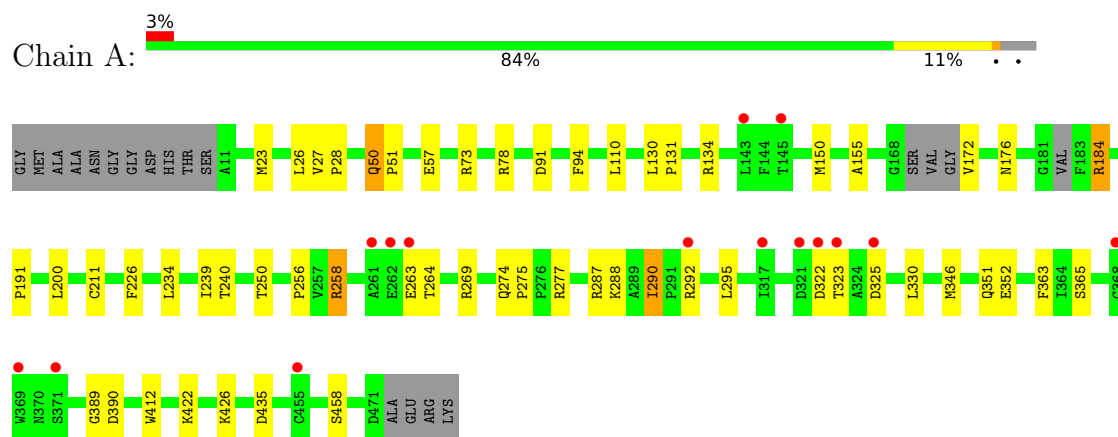 3%
Chain A:
84% 11% • •
GLY MET ALA ALA ASN GLY GLY ASP HIS THR SER A11 M23 L26 V27 P28 Q50 P51 E57 R73 R78 D91 F94 L110 L130 P131 R134 L143 F144 T145 M150 A155 G168 SER VAL GLY V172 N176 G181 VAL F183 R184
P191 L200 C211 F226 L234 I239 T240 T250 P256 V257 R258 A261 E262 E263 T264 R269 Q274 P275 P276 R277 R287 K288 A289 I290 P291 R292 L295 I317 D321 D322 T323 A324 D325 L330 M346 Q351 E352 F363 I364 S365 G368
W369 N370 S371 G389 D390 W412 K422 K426 D435 C455 S458 D471 ALA GLU ARG LYS